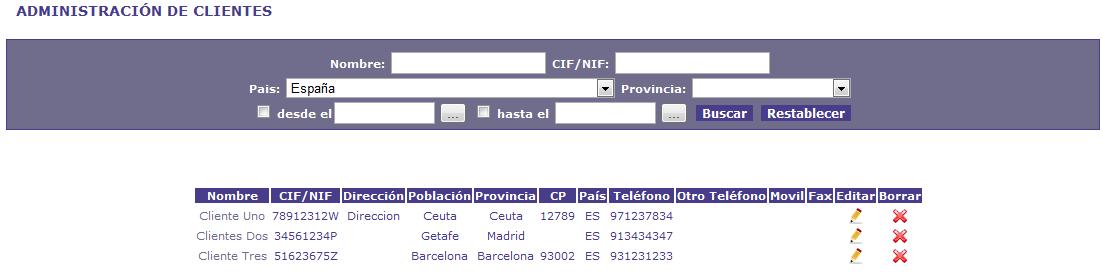 ADMINISTRACIÓN DE CLIENTES
Nombre: CIF/NIF:
Pais: España Provincia:
desde el ... hasta el ... Buscar Restablecer
Nombre CIF/NIF Dirección Población Provincia CP País Teléfono Otro Teléfono Movil Fax Editar Borrar
Cliente Uno 78912312W Direccion Ceuta Ceuta 12789 ES 971237834
Clientes Dos 34561234P Getafe Madrid ES 913434347
Cliente Tres 51623675Z Barcelona Barcelona 93002 ES 931231233